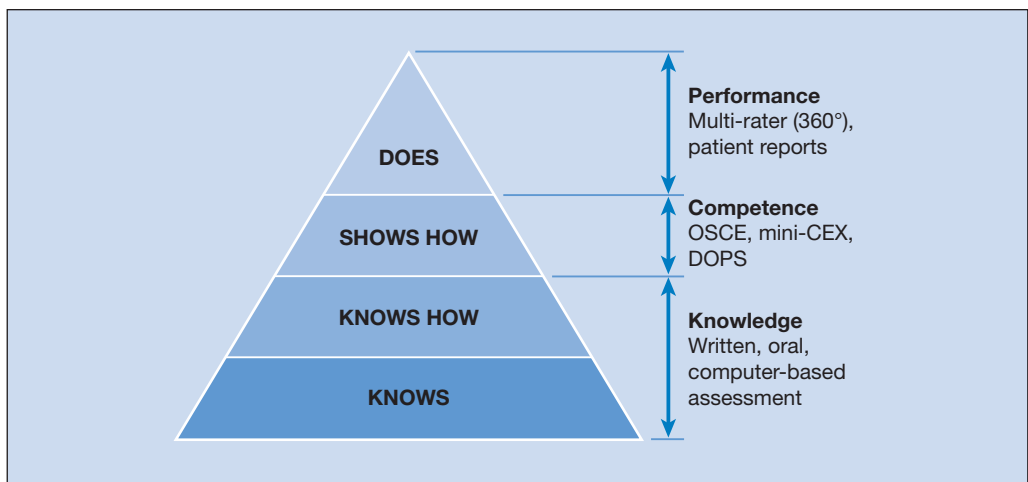 DOES
SHOWS HOW
KNOWS HOW
KNOWS
Performance
Multi-rater (360°),
patient reports
Competence
OSCE, mini-CEX,
DOPS
Knowledge
Written, oral,
computer-based
assessment